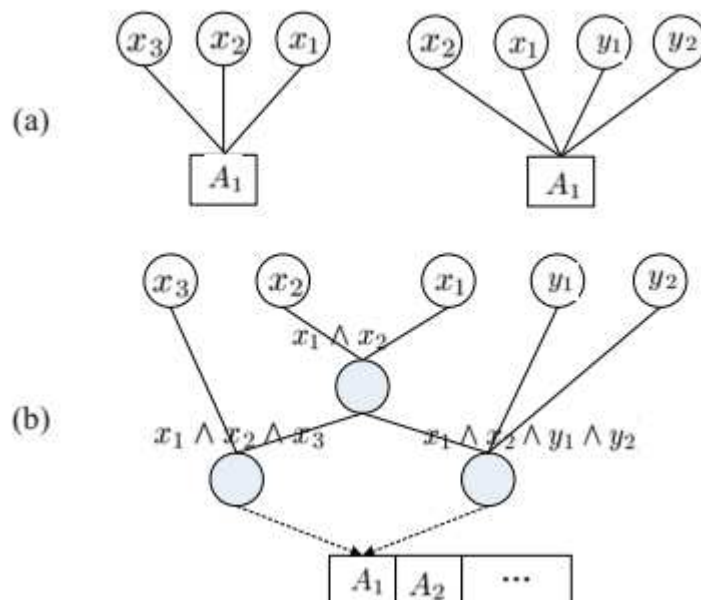 x₃ x₂ x₁ x₂ x₁ y₁ y₂
(a)
A₁ A₁
x₃ x₂ x₁ y₁ y₂
x₁ ∧ x₂
(b)
x₁ ∧ x₂ ∧ x₃ x₁ ∧ x₂ ∧ y₁ ∧ y₂
A₁ A₂ ···